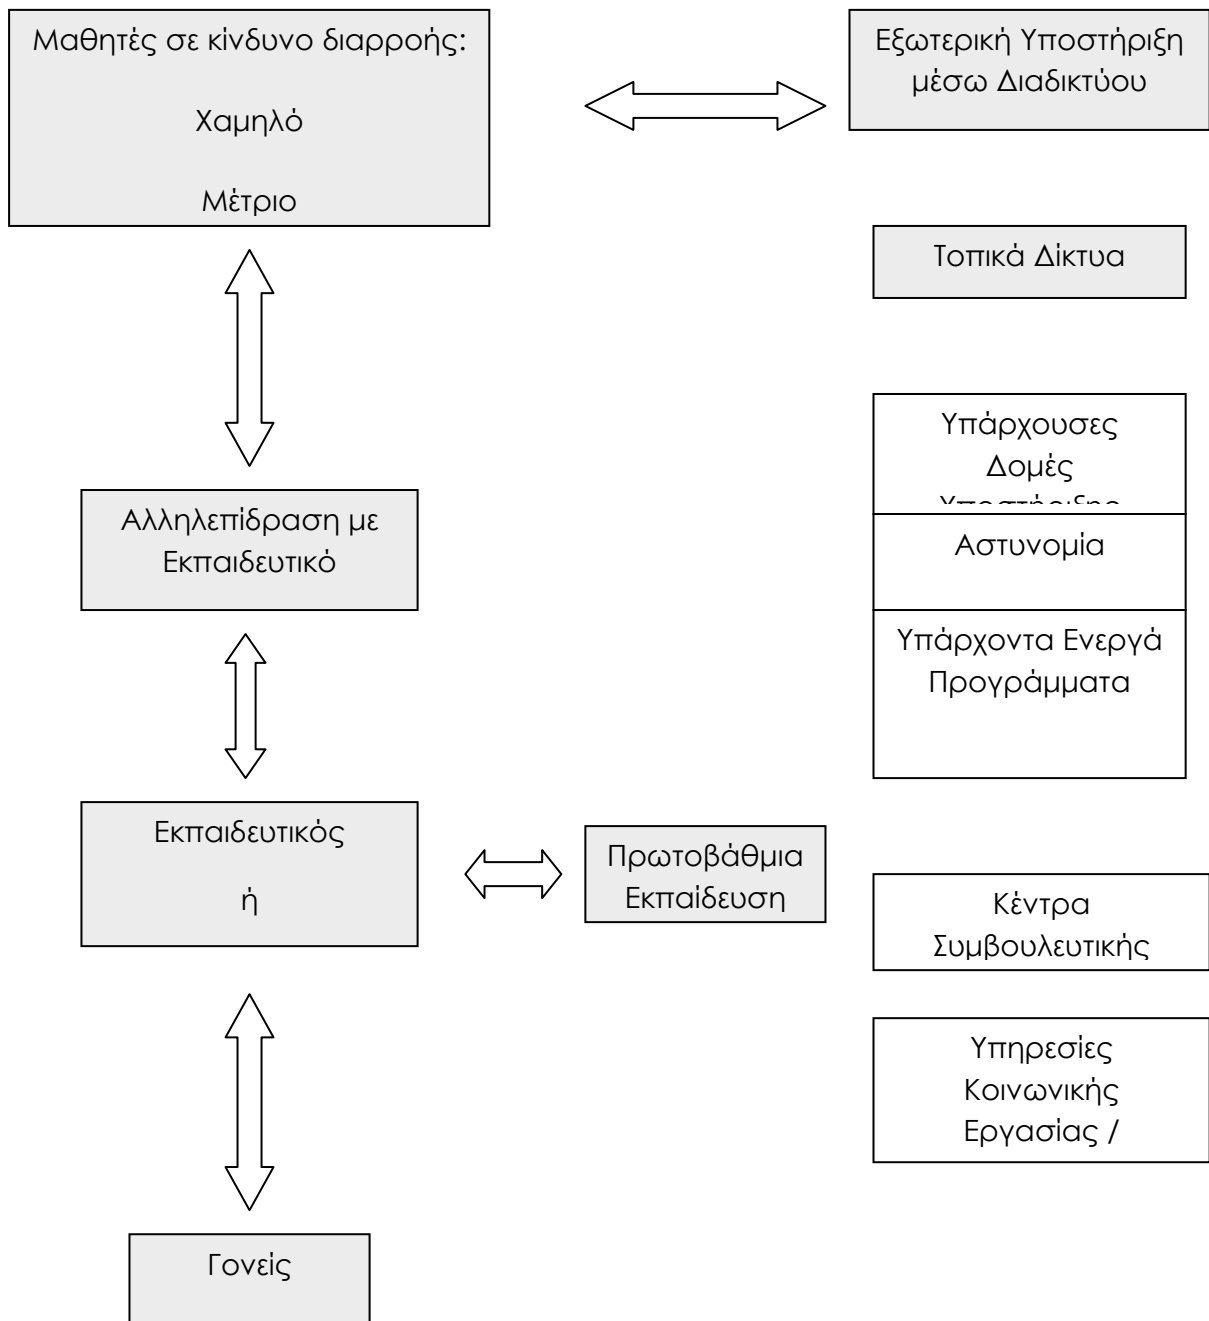 Μαθητές σε κίνδυνο διαρροής:
Χαμηλό
Μέτριο
Εξωτερική Υποστήριξη
μέσω Διαδικτύου
Τοπικά Δίκτυα
Υπάρχουσες
Δομές
Υποστήριξης
Αστυνομία
Υπάρχοντα Ενεργά
Προγράμματα
Αλληλεπίδραση με
Εκπαιδευτικό
Εκπαιδευτικός
ή
Πρωτοβάθμια
Εκπαίδευση
Κέντρα
Συμβουλευτικής
Υπηρεσίες
Κοινωνικής
Εργασίας /
Γονείς